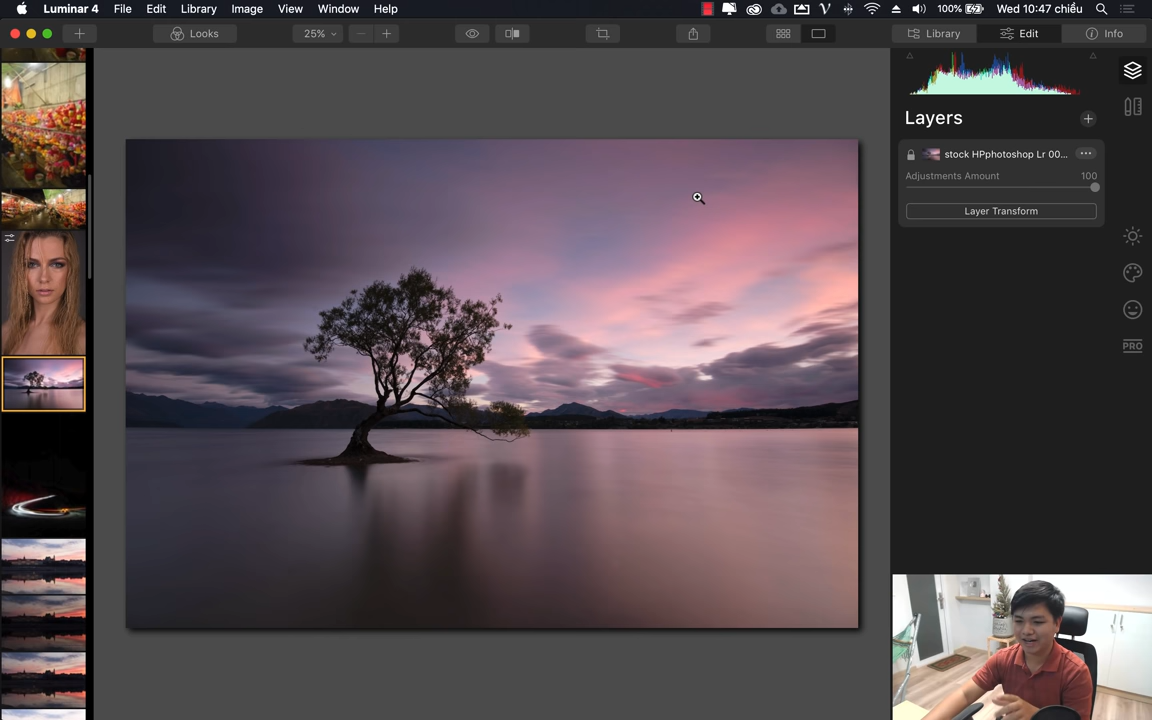 Luminar 4 File Edit Library Image View Window Help 100% Wed 10:47 chiều
Looks 25% Library Edit Info
Layers
stock HPphotoshop Lr 00...
Adjustments Amount 100
Layer Transform
PRO